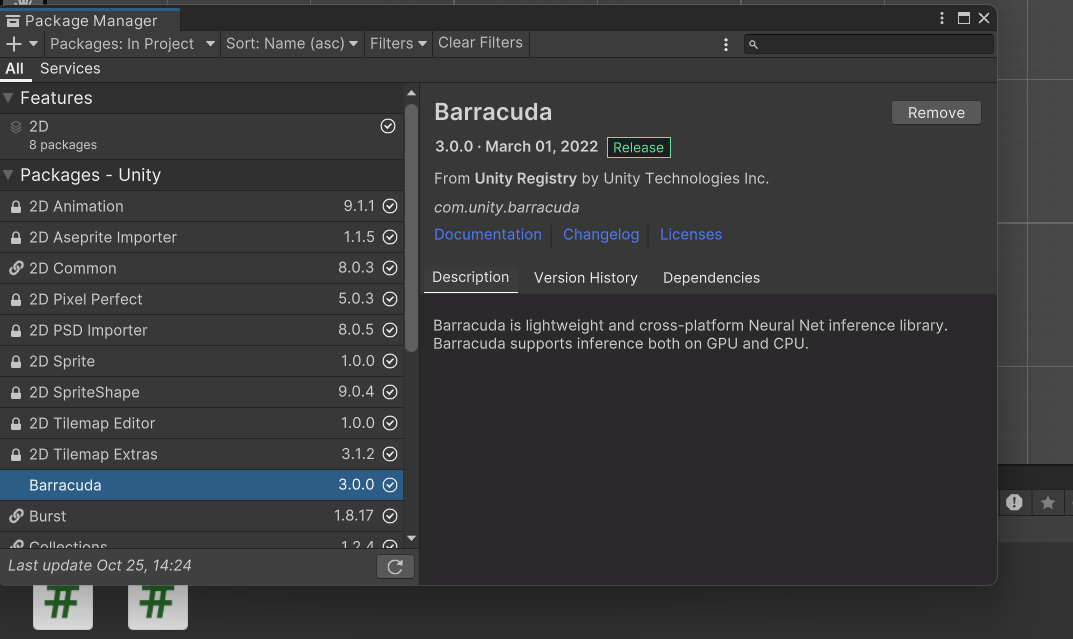 Package Manager
Packages: In Project Sort: Name (asc) Filters Clear Filters
All Services
Features
2D
8 packages
Packages - Unity
2D Animation 9.1.1
2D Aseprite Importer 1.1.5
2D Common 8.0.3
2D Pixel Perfect 5.0.3
2D PSD Importer 8.0.5
2D Sprite 1.0.0
2D SpriteShape 9.0.4
2D Tilemap Editor 1.0.0
2D Tilemap Extras 3.1.2
Barracuda 3.0.0
Burst 1.8.17
Collections 1.2.4
Last update Oct 25, 14:24
Barracuda Remove
3.0.0 · March 01, 2022 Release
From Unity Registry by Unity Technologies Inc.
com.unity.barracuda
Documentation Changelog Licenses
Description Version History Dependencies
Barracuda is lightweight and cross-platform Neural Net inference library.
Barracuda supports inference both on GPU and CPU.
# #